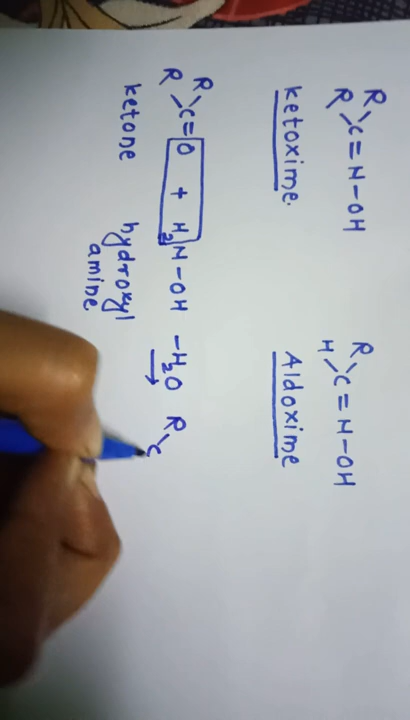 R
R C=N-OH
ketoxime.
R
H C=N-OH
Aldoxime
R
R C=O + H2N-OH -H2O → R
C
ketone
hydroxyl
amine